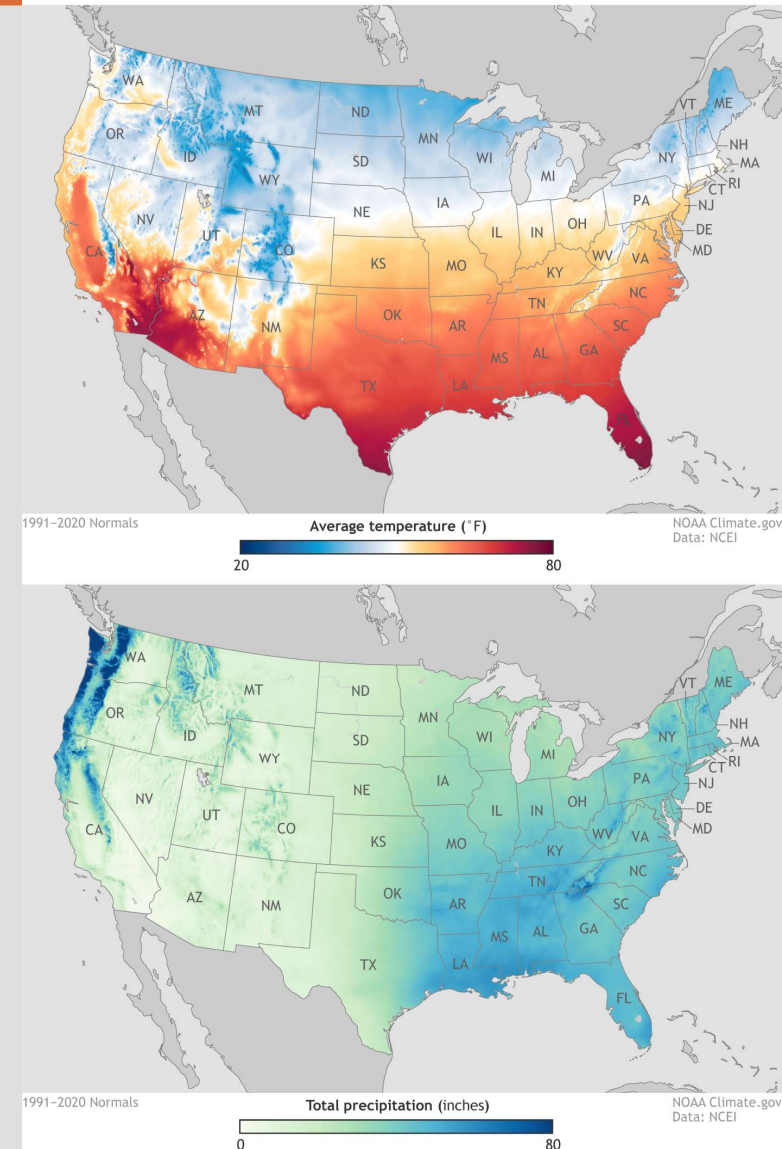 WA
MT
ND
VT
ME
OR
MN
NH
ID
SD
WI
NY
MA
WY
MI
RI
CT
NE
IA
PA
NJ
NV
IL
IN
OH
DE
UT
CO
WV
MD
CA
KS
MO
VA
KY
AZ
OK
TN
NC
NM
AR
SC
MS
AL
GA
TX
LA
FL
1991–2020 Normals
Average temperature (°F)
NOAA Climate.gov
Data: NCEI
20
80
WA
VT
ME
MT
ND
OR
MN
NH
ID
SD
WI
NY
MA
WY
MI
RI
CT
IA
PA
NJ
NE
NV
IL
IN
OH
DE
UT
CO
WV
MD
CA
KS
MO
VA
KY
NC
TN
OK
AZ
NM
AR
SC
GA
MS
AL
TX
LA
FL
1991–2020 Normals
Total precipitation (inches)
NOAA Climate.gov
Data: NCEI
0
80